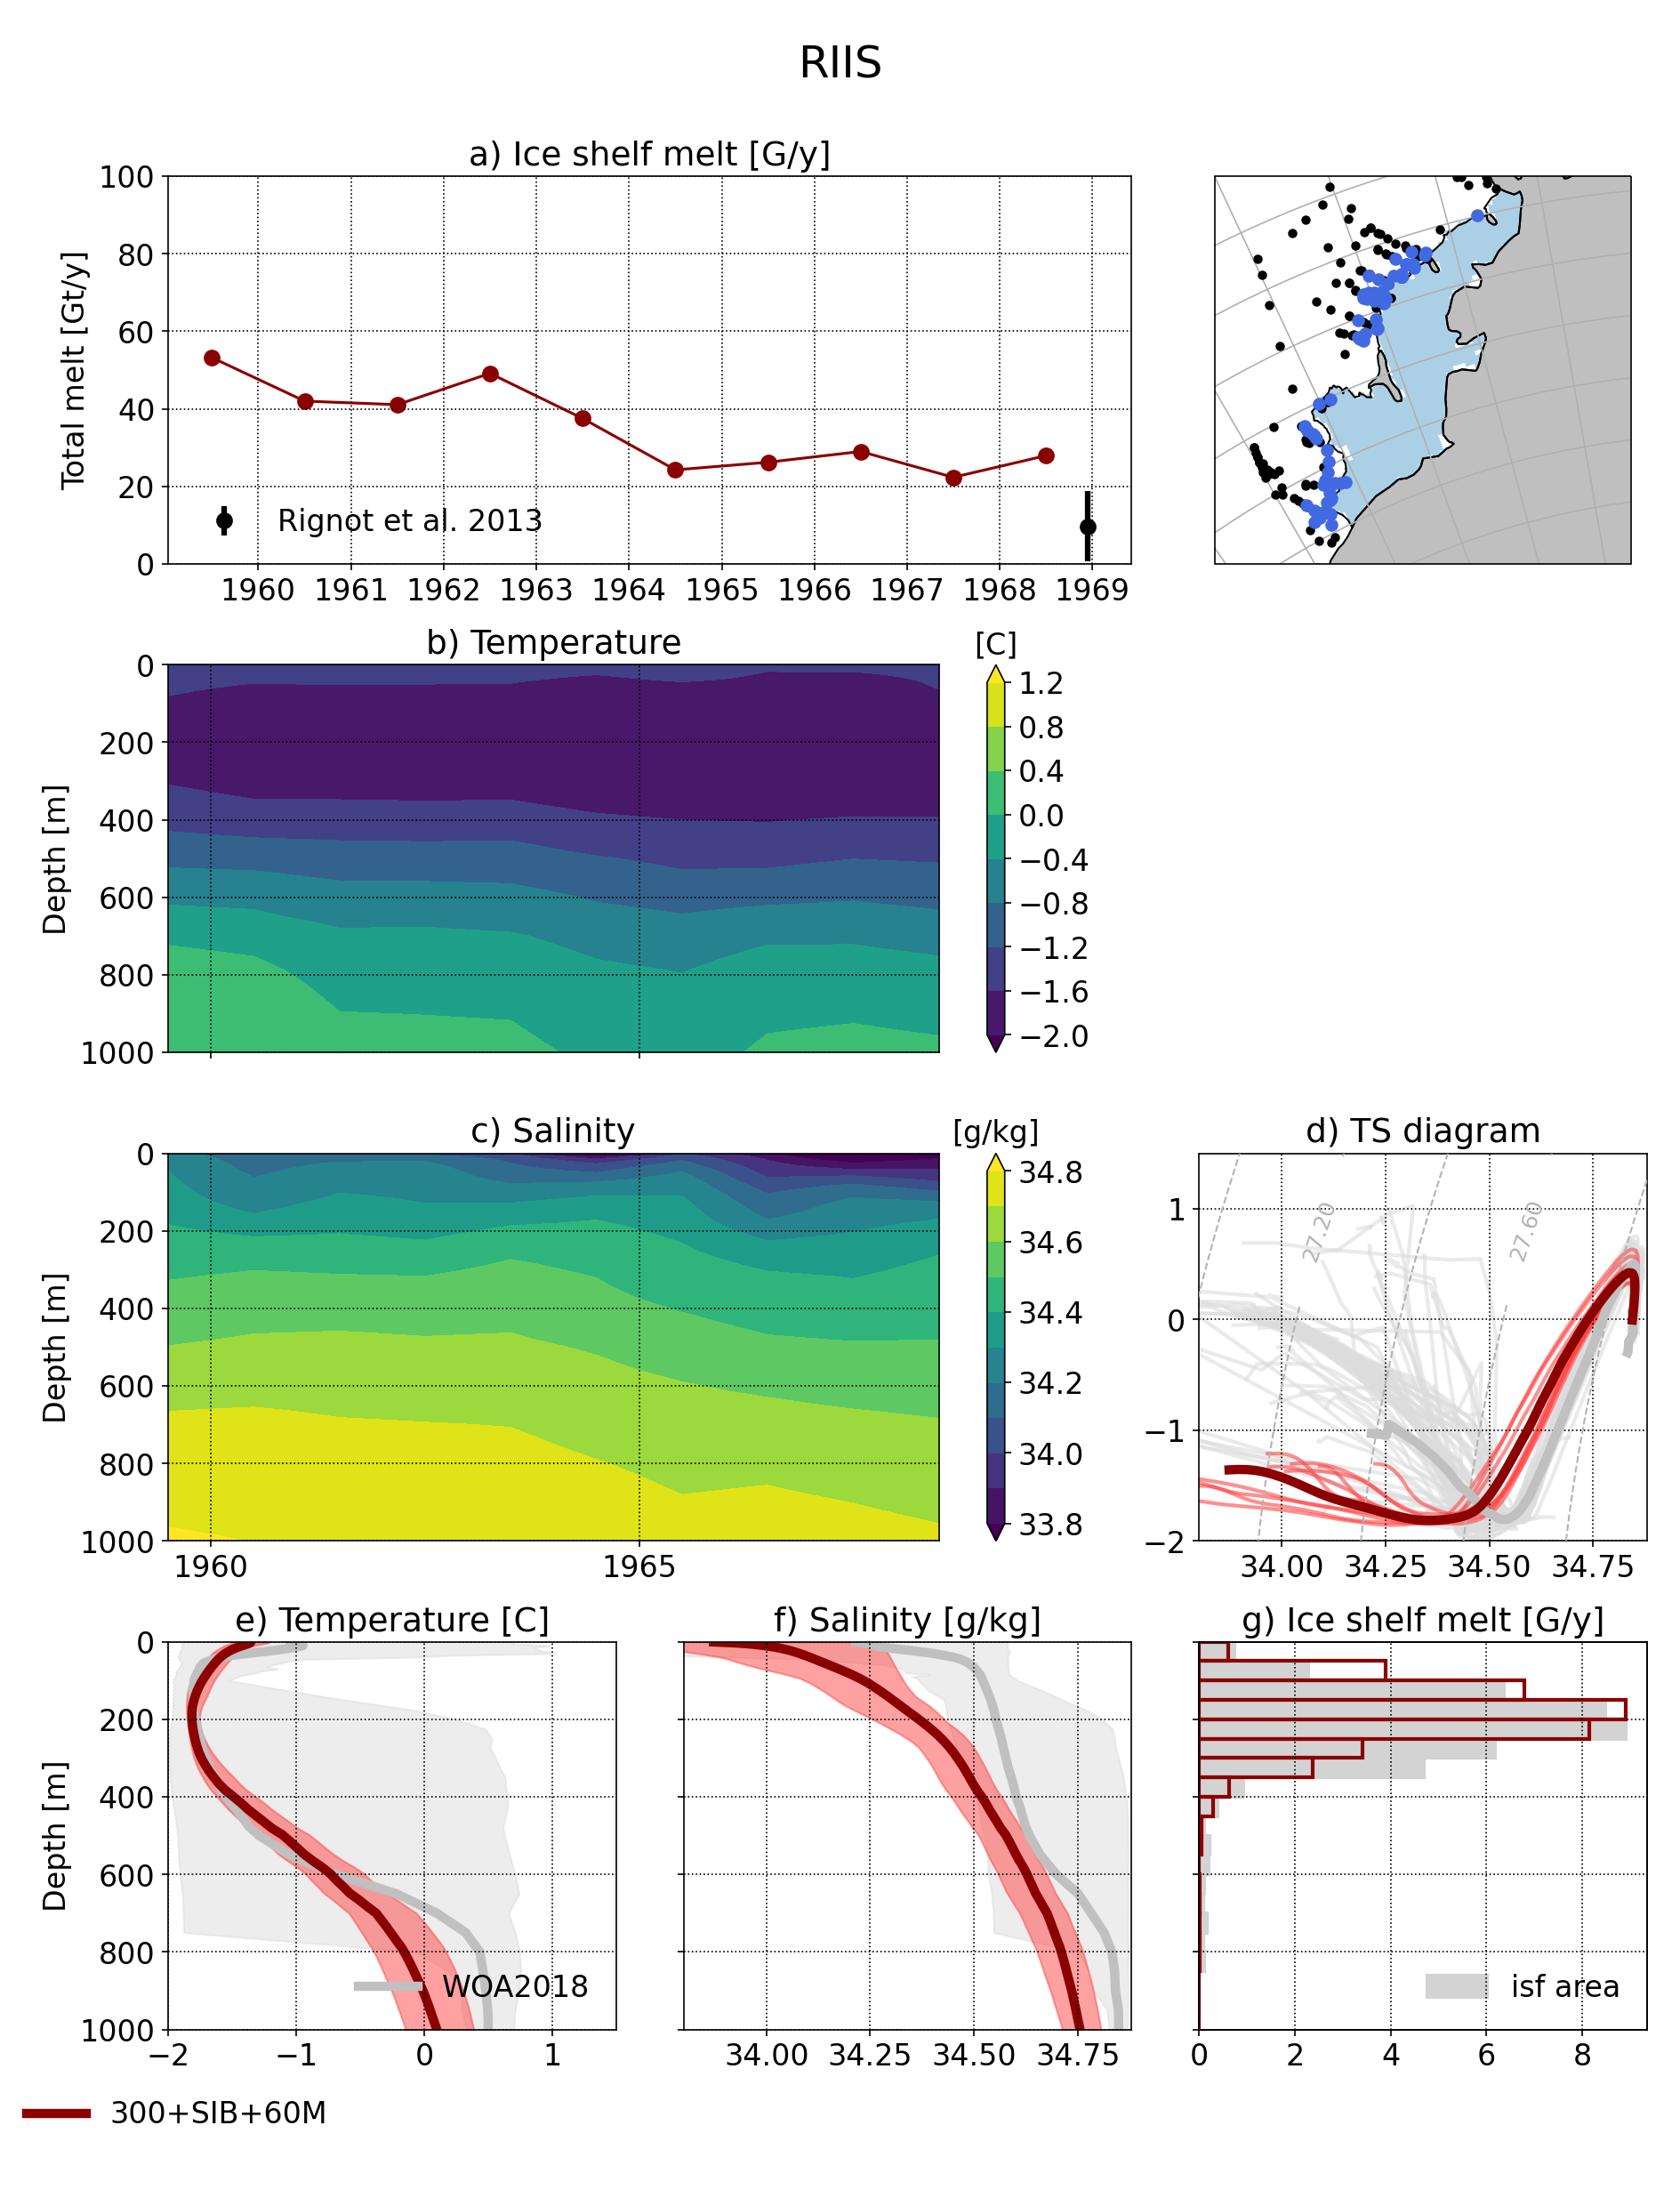 RIIS
a) Ice shelf melt [G/y]
Total melt [Gt/y]
100
80
60
40
20
0
Rignot et al. 2013
1960 1961 1962 1963 1964 1965 1966 1967 1968 1969
b) Temperature
[C]
Depth [m]
0
200
400
600
800
1000
1.2
0.8
0.4
0.0
−0.4
−0.8
−1.2
−1.6
−2.0
c) Salinity
[g/kg]
Depth [m]
0
200
400
600
800
1000
1960 1965
34.8
34.6
34.4
34.2
34.0
33.8
d) TS diagram
27.20
27.60
1
0
−1
−2
34.00 34.25 34.50 34.75
e) Temperature [C]
Depth [m]
0
200
400
600
800
1000
WOA2018
−2 −1 0 1
f) Salinity [g/kg]
34.00 34.25 34.50 34.75
g) Ice shelf melt [G/y]
isf area
0 2 4 6 8
300+SIB+60M